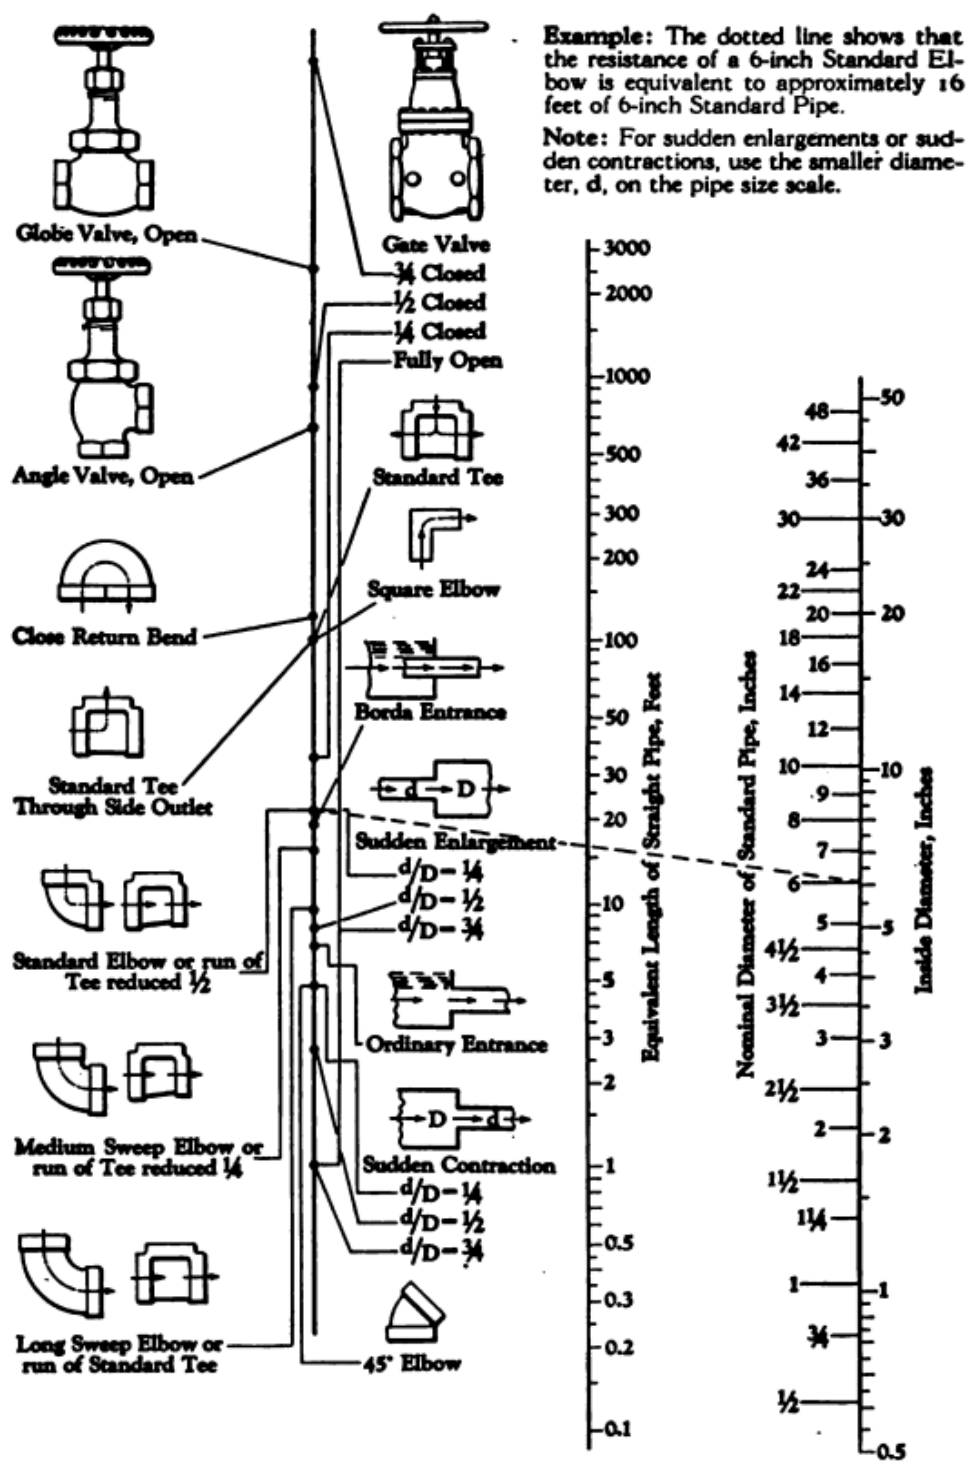 Example: The dotted line shows that
the resistance of a 6-inch Standard El-
bow is equivalent to approximately 16
feet of 6-inch Standard Pipe.
Note: For sudden enlargements or sud-
den contractions, use the smaller diame-
ter, d, on the pipe size scale.
Globe Valve, Open
Angle Valve, Open
Close Return Bend
Standard Tee
Through Side Outlet
Standard Elbow or run of
Tee reduced ½
Medium Sweep Elbow or
run of Tee reduced ¼
Long Sweep Elbow or
run of Standard Tee
Gate Valve
¾ Closed
½ Closed
¼ Closed
Fully Open
Standard Tee
Square Elbow
Borda Entrance
d
D
Sudden Enlargement
d/D-¼
d/D-½
d/D-¾
Ordinary Entrance
D
d
Sudden Contraction
d/D-¼
d/D-½
d/D-¾
45° Elbow
3000
2000
1000
500
300
200
100
50
30
20
10
5
3
2
1
0.5
0.3
0.2
0.1
Equivalent Length of Straight Pipe, Feet
Nominal Diameter of Standard Pipe, Inches
48
42
36
30
24
22
20
18
16
14
12
10
9
8
7
6
5
4½
4
3½
3
2½
2
1½
1¼
1
¾
½
50
30
20
10
5
3
2
1
0.5
Inside Diameter, Inches